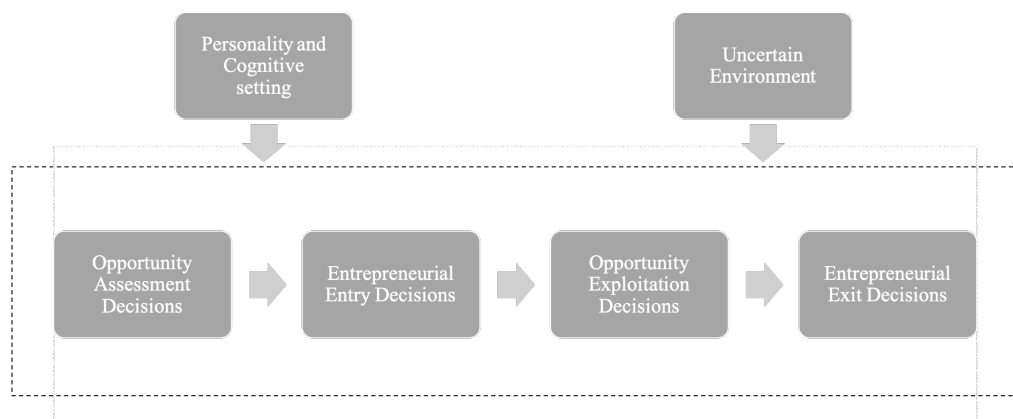 Personality and
Cognitive
setting
Uncertain
Environment
Opportunity
Assessment
Decisions
Entrepreneurial
Entry Decisions
Opportunity
Exploitation
Decisions
Entrepreneurial
Exit Decisions